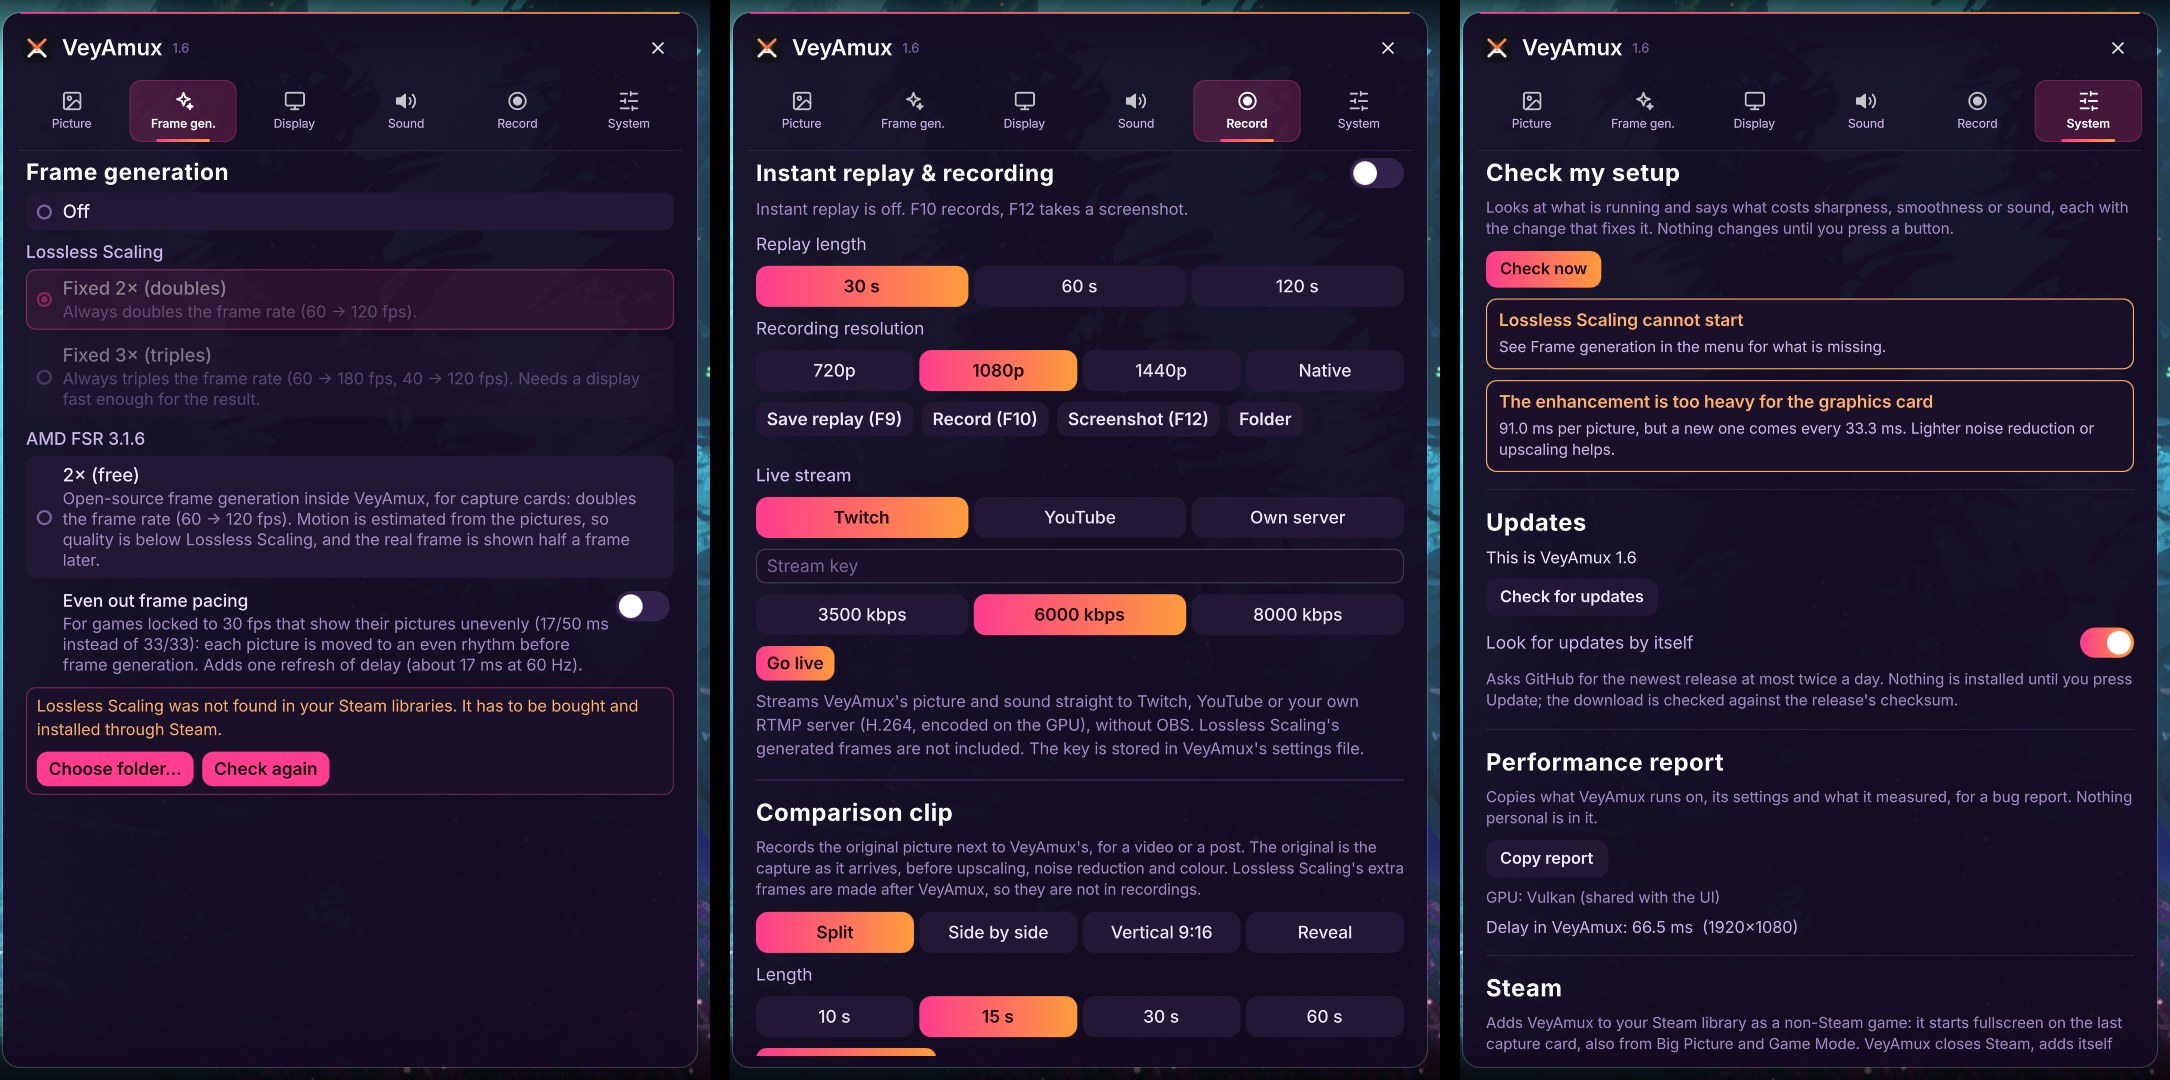 VeyAmux 1.6
Picture
Frame gen.
Display
Sound
Record
System
Frame generation
Off
Lossless Scaling
Fixed 2× (doubles)
Always doubles the frame rate (60 → 120 fps).
Fixed 3× (triples)
Always triples the frame rate (60 → 180 fps, 40 → 120 fps). Needs a display
fast enough for the result.
AMD FSR 3.1.6
2× (free)
Open-source frame generation inside VeyAmux, for capture cards: doubles
the frame rate (60 → 120 fps). Motion is estimated from the pictures, so
quality is below Lossless Scaling, and the real frame is shown half a frame
later.
Even out frame pacing
For games locked to 30 fps that show their pictures unevenly (17/50 ms
instead of 33/33): each picture is moved to an even rhythm before
frame generation. Adds one refresh of delay (about 17 ms at 60 Hz).
Lossless Scaling was not found in your Steam libraries. It has to be bought and
installed through Steam.
Choose folder...
Check again
VeyAmux 1.6
Picture
Frame gen.
Display
Sound
Record
System
Instant replay & recording
Instant replay is off. F10 records, F12 takes a screenshot.
Replay length
30 s
60 s
120 s
Recording resolution
720p
1080p
1440p
Native
Save replay (F9)
Record (F10)
Screenshot (F12)
Folder
Live stream
Twitch
YouTube
Own server
Stream key
3500 kbps
6000 kbps
8000 kbps
Go live
Streams VeyAmux's picture and sound straight to Twitch, YouTube or your own
RTMP server (H.264, encoded on the GPU), without OBS. Lossless Scaling's
generated frames are not included. The key is stored in VeyAmux's settings file.
Comparison clip
Records the original picture next to VeyAmux's, for a video or a post. The original is the
capture as it arrives, before upscaling, noise reduction and colour. Lossless Scaling's extra
frames are made after VeyAmux, so they are not in recordings.
Split
Side by side
Vertical 9:16
Reveal
Length
10 s
15 s
30 s
60 s
VeyAmux 1.6
Picture
Frame gen.
Display
Sound
Record
System
Check my setup
Looks at what is running and says what costs sharpness, smoothness or sound, each with
the change that fixes it. Nothing changes until you press a button.
Check now
Lossless Scaling cannot start
See Frame generation in the menu for what is missing.
The enhancement is too heavy for the graphics card
91.0 ms per picture, but a new one comes every 33.3 ms. Lighter noise reduction or
upscaling helps.
Updates
This is VeyAmux 1.6
Check for updates
Look for updates by itself
Asks GitHub for the newest release at most twice a day. Nothing is installed until you press
Update; the download is checked against the release's checksum.
Performance report
Copies what VeyAmux runs on, its settings and what it measured, for a bug report. Nothing
personal is in it.
Copy report
GPU: Vulkan (shared with the UI)
Delay in VeyAmux: 66.5 ms (1920×1080)
Steam
Adds VeyAmux to your Steam library as a non-Steam game: it starts fullscreen on the last
capture card, also from Big Picture and Game Mode. VeyAmux closes Steam, adds itself